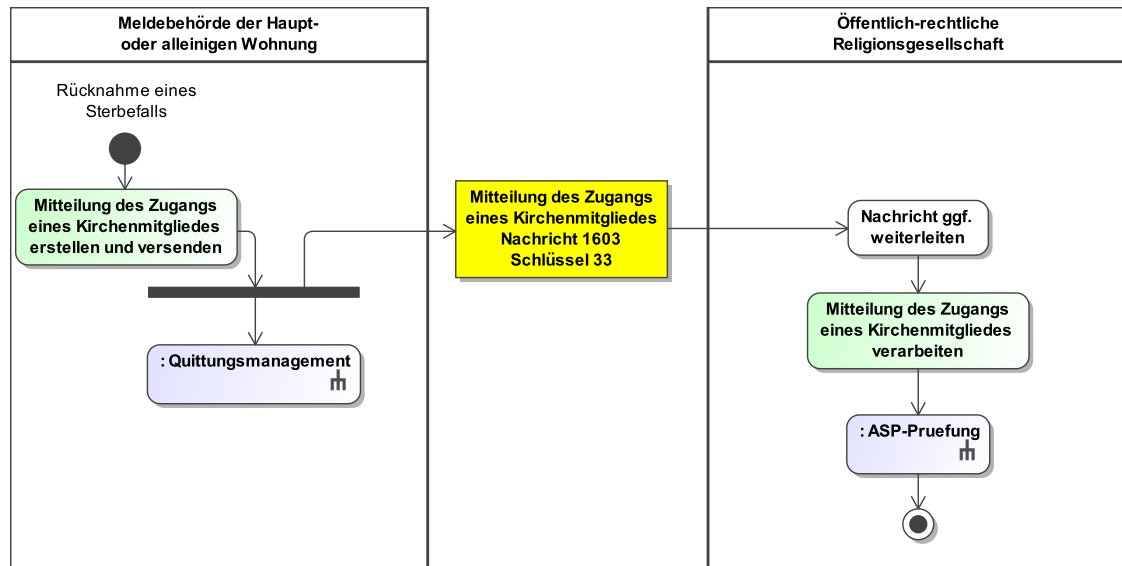 Meldebehörde der Haupt-
oder alleinigen Wohnung
Öffentlich-rechtliche
Religionsgesellschaft
Rücknahme eines
Sterbefalls
Mitteilung des Zugangs
eines Kirchenmitgliedes
erstellen und versenden
: Quittungsmanagement
Mitteilung des Zugangs
eines Kirchenmitgliedes
Nachricht 1603
Schlüssel 33
Nachricht ggf.
weiterleiten
Mitteilung des Zugangs
eines Kirchenmitgliedes
verarbeiten
: ASP-Pruefung